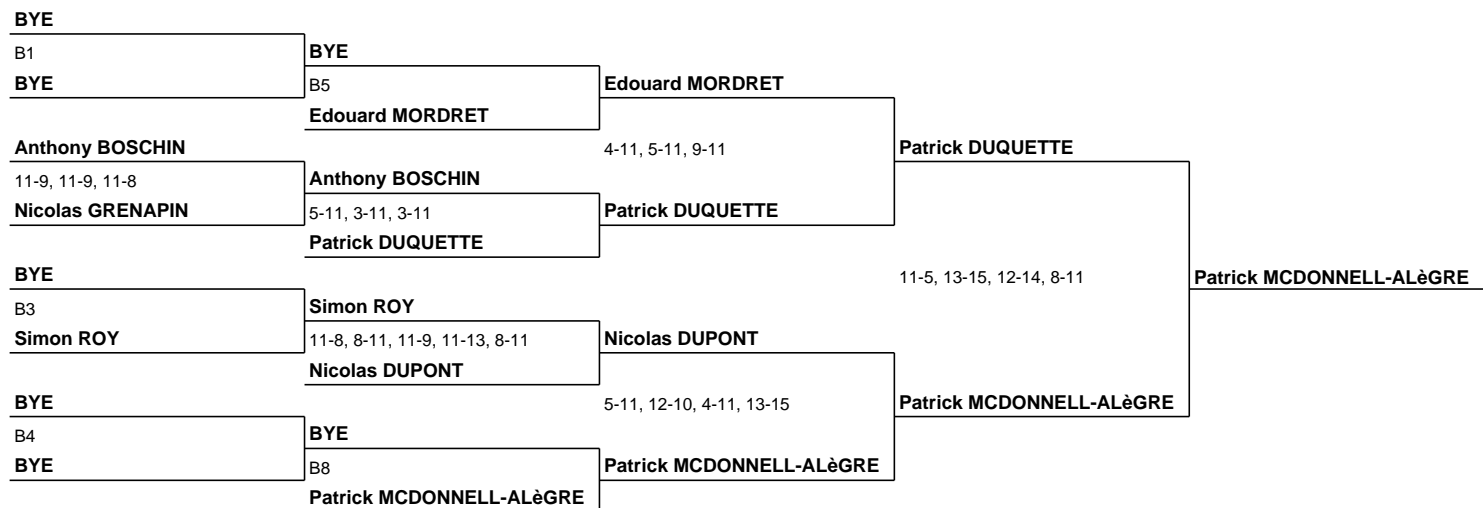 BYE
B1
BYE
BYE
B5
Edouard MORDRET
Edouard MORDRET
Anthony BOSCHIN
11-9, 11-9, 11-8
Nicolas GRENAPIN
Anthony BOSCHIN
5-11, 3-11, 3-11
Patrick DUQUETTE
4-11, 5-11, 9-11
Patrick DUQUETTE
Patrick DUQUETTE
BYE
B3
Simon ROY
Simon ROY
11-8, 8-11, 11-9, 11-13, 8-11
Nicolas DUPONT
Nicolas DUPONT
11-5, 13-15, 12-14, 8-11
Patrick MCDONNELL-ALèGRE
BYE
B4
BYE
BYE
B8
Patrick MCDONNELL-ALèGRE
5-11, 12-10, 4-11, 13-15
Patrick MCDONNELL-ALèGRE
Patrick MCDONNELL-ALèGRE